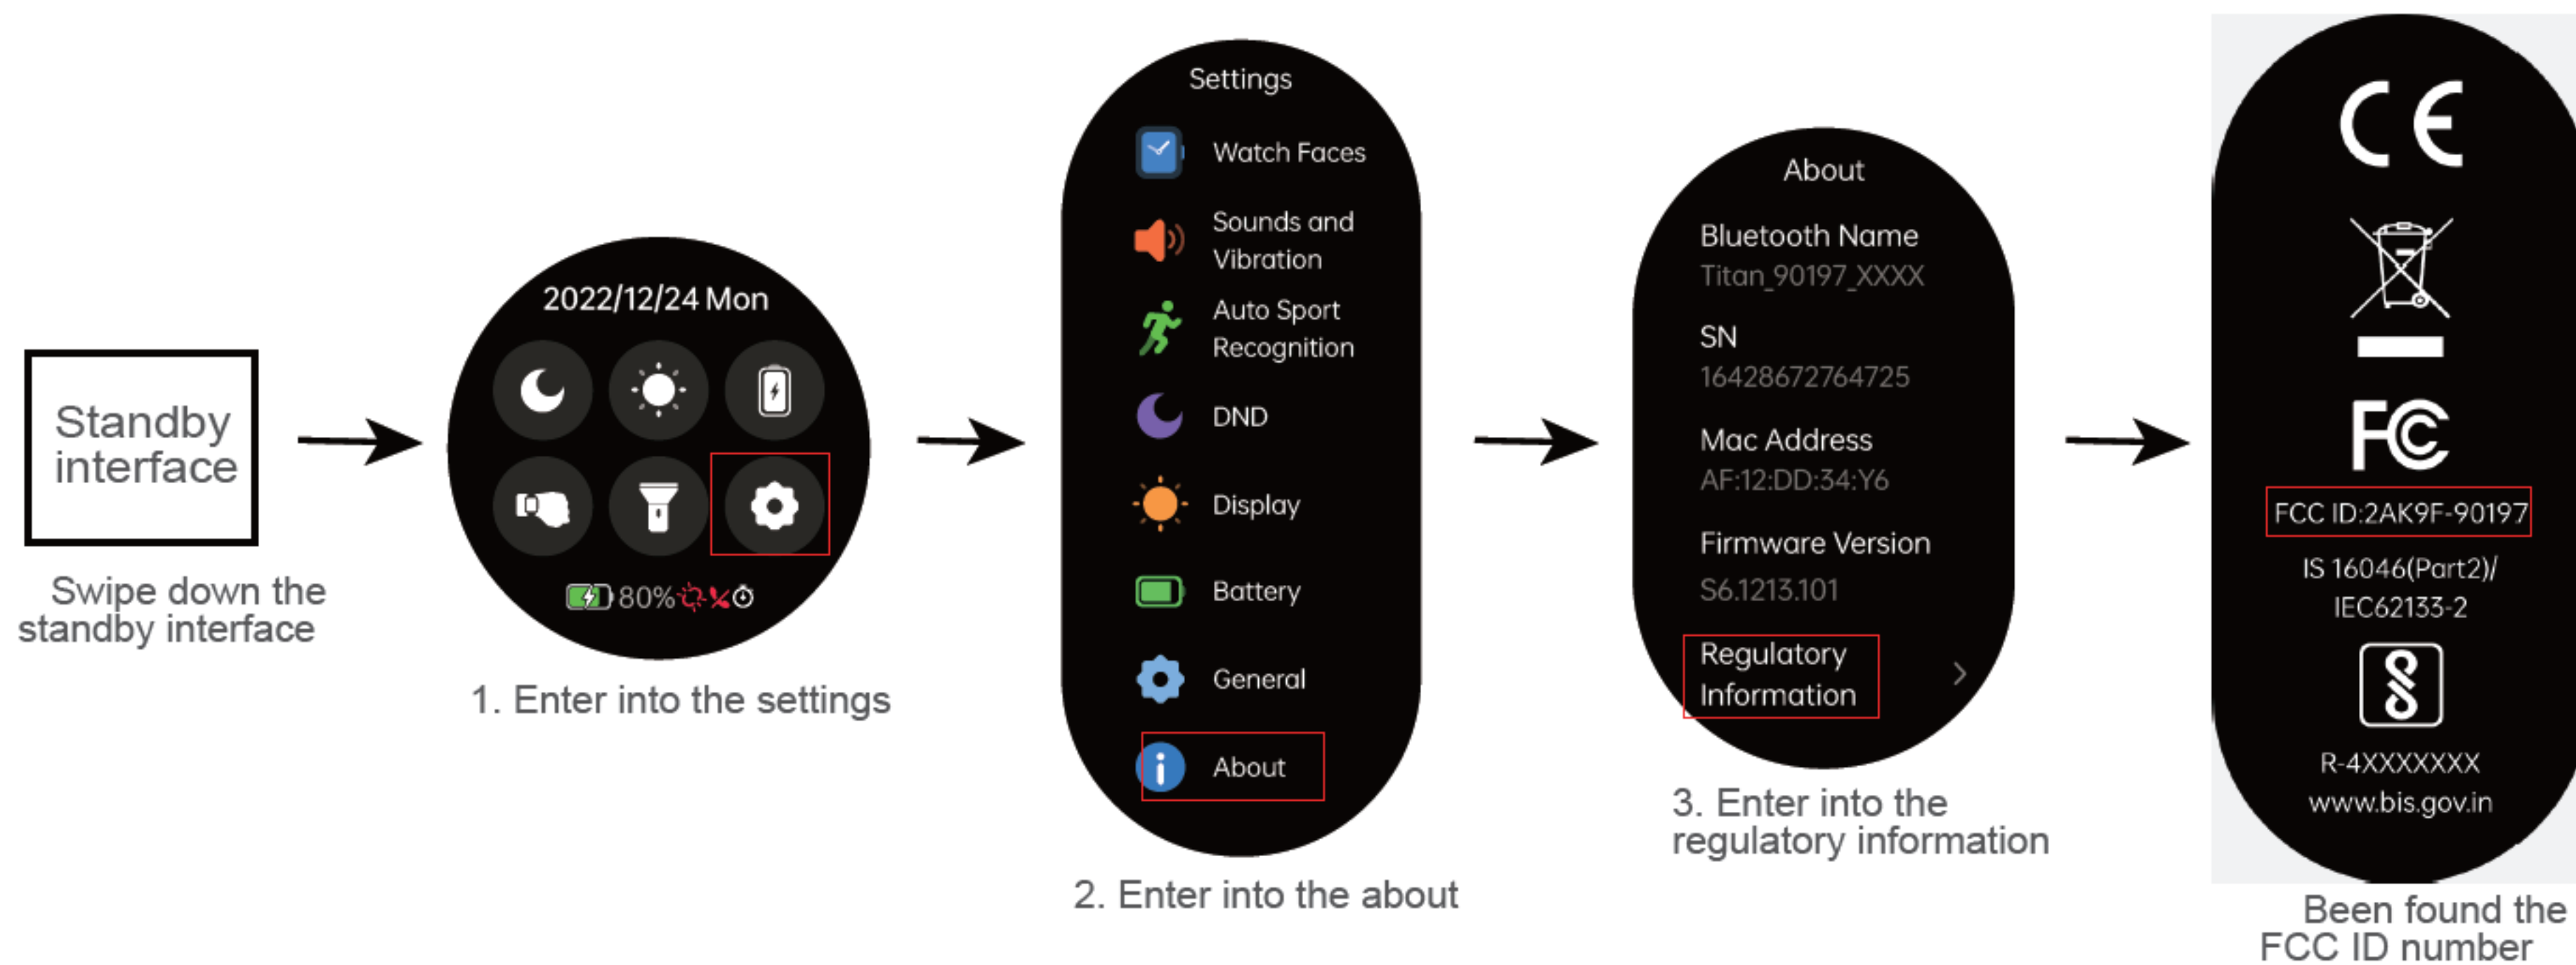 Standby
interface
Swipe down the
standby interface
2022/12/24 Mon
80%
1. Enter into the settings
Settings
Watch Faces
Sounds and
Vibration
Auto Sport
Recognition
DND
Display
Battery
General
About
2. Enter into the about
About
Bluetooth Name
Titan_90197_XXXX
SN
16428672764725
Mac Address
AF:12:DD:34:Y6
Firmware Version
S6.1213.101
Regulatory
Information
3. Enter into the
regulatory information
CE
FC
FCC ID:2AK9F-90197
IS 16046(Part2)/
IEC62133-2
R-4XXXXXXX
www.bis.gov.in
Been found the
FCC ID number